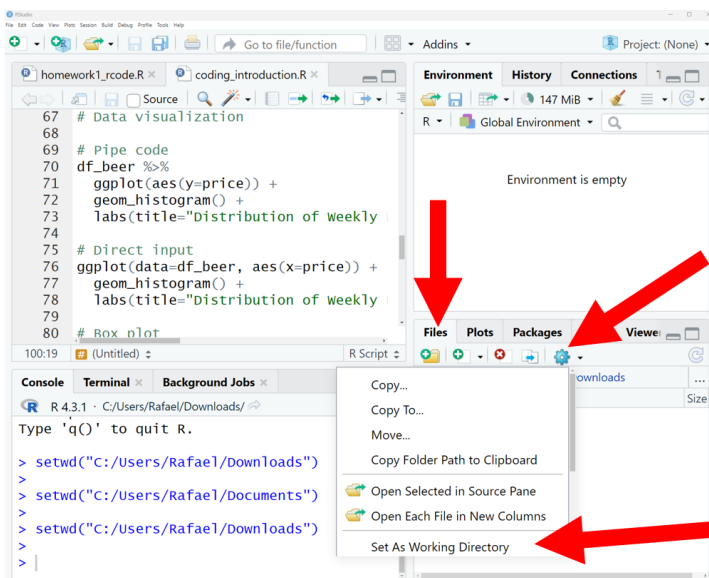 RStudio
File Edit Code View Plots Session Build Debug Profile Tools Help
Go to file/function
Addins
Project: (None)
homework1_rcode.R
coding_introduction.R
Source
67 # Data visualization
68
69 # Pipe code
70 df_beer %>%
71 ggplot(aes(y=price)) +
72 geom_histogram() +
73 labs(title="Distribution of Weekly
74
75 # Direct input
76 ggplot(data=df_beer, aes(x=price)) +
77 geom_histogram() +
78 labs(title="Distribution of Weekly
79
80 # Box plot
100:19 (Untitled) R Script
Console Terminal Background Jobs
R 4.3.1 · C:/Users/Rafael/Downloads/
Type 'q()' to quit R.
> setwd("C:/Users/Rafael/Downloads")
>
> setwd("C:/Users/Rafael/Documents")
>
> setwd("C:/Users/Rafael/Downloads")
>
>
Environment History Connections
147 MiB
R Global Environment
Environment is empty
Files Plots Packages Viewe
ownloads ...
Size
Copy...
Copy To...
Move...
Copy Folder Path to Clipboard
Open Selected in Source Pane
Open Each File in New Columns
Set As Working Directory